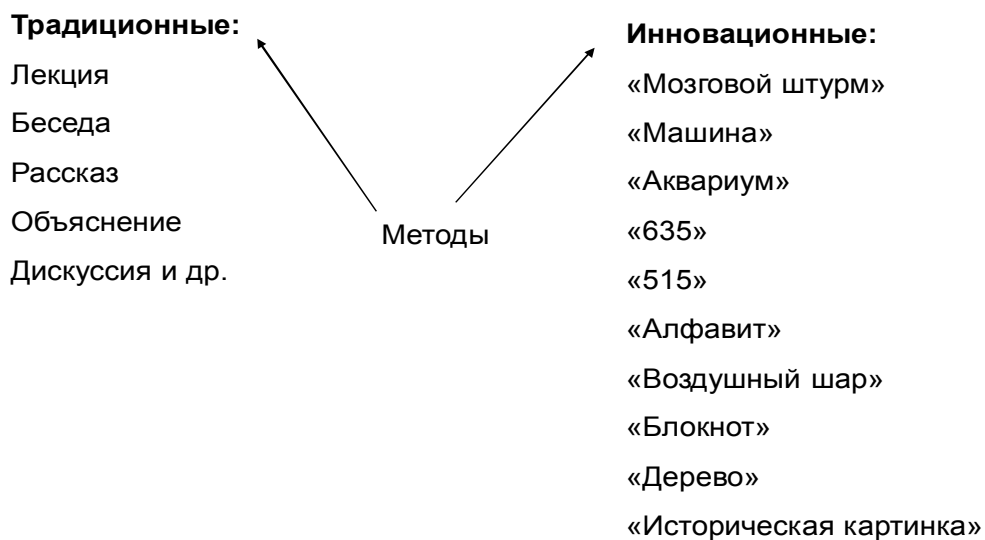 Традиционные:
Лекция
Беседа
Рассказ
Объяснение
Дискуссия и др.
Методы
Инновационные:
«Мозговой штурм»
«Машина»
«Аквариум»
«635»
«515»
«Алфавит»
«Воздушный шар»
«Блокнот»
«Дерево»
«Историческая картинка»